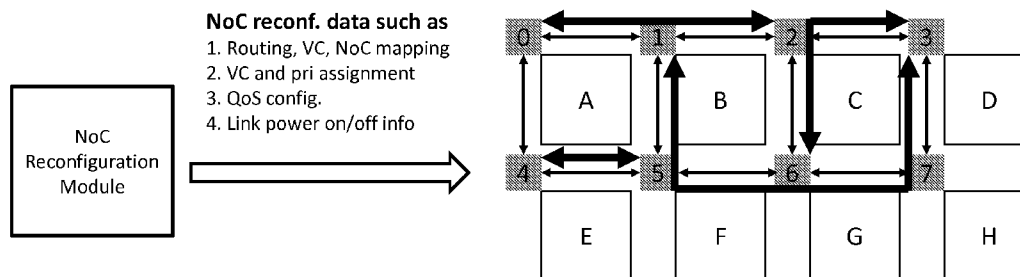 NoC reconf. data such as
1. Routing, VC, NoC mapping
2. VC and pri assignment
3. QoS config.
4. Link power on/off info
NoC
Reconfiguration
Module
0 1 2 3
A B C D
4 5 6 7
E F G H